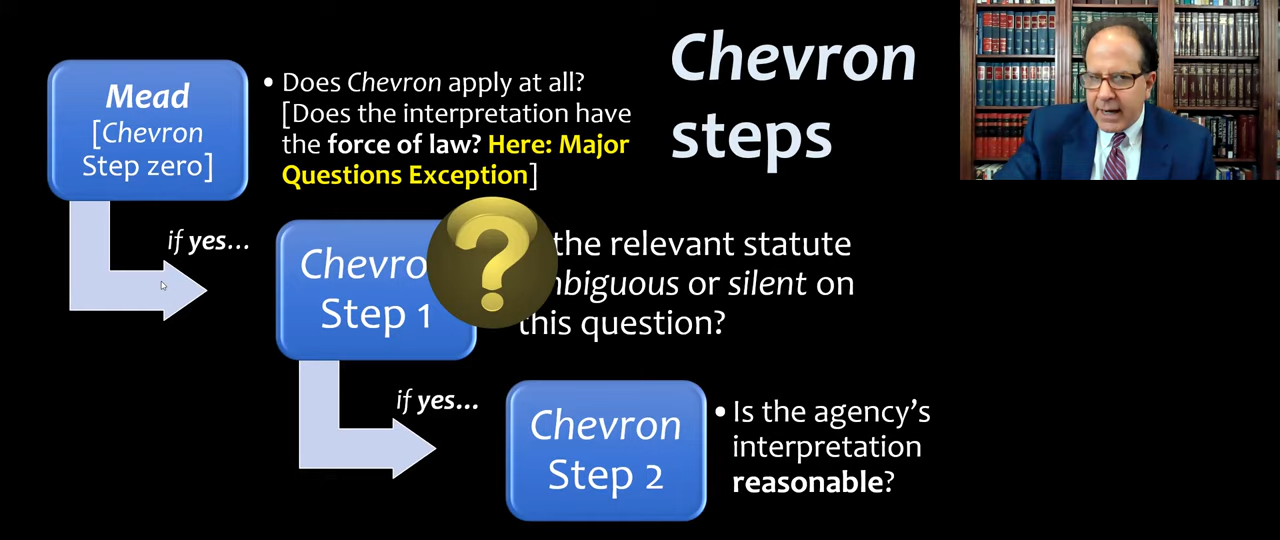 Chevron
steps
Mead
[Chevron
Step zero]
• Does Chevron apply at all?
[Does the interpretation have
the force of law? Here: Major
Questions Exception]
if yes...
Step 1
the relevant statute
or silent on
this question?
if yes...
Chevron
Step 2
• Is the agency's
interpretation
reasonable?